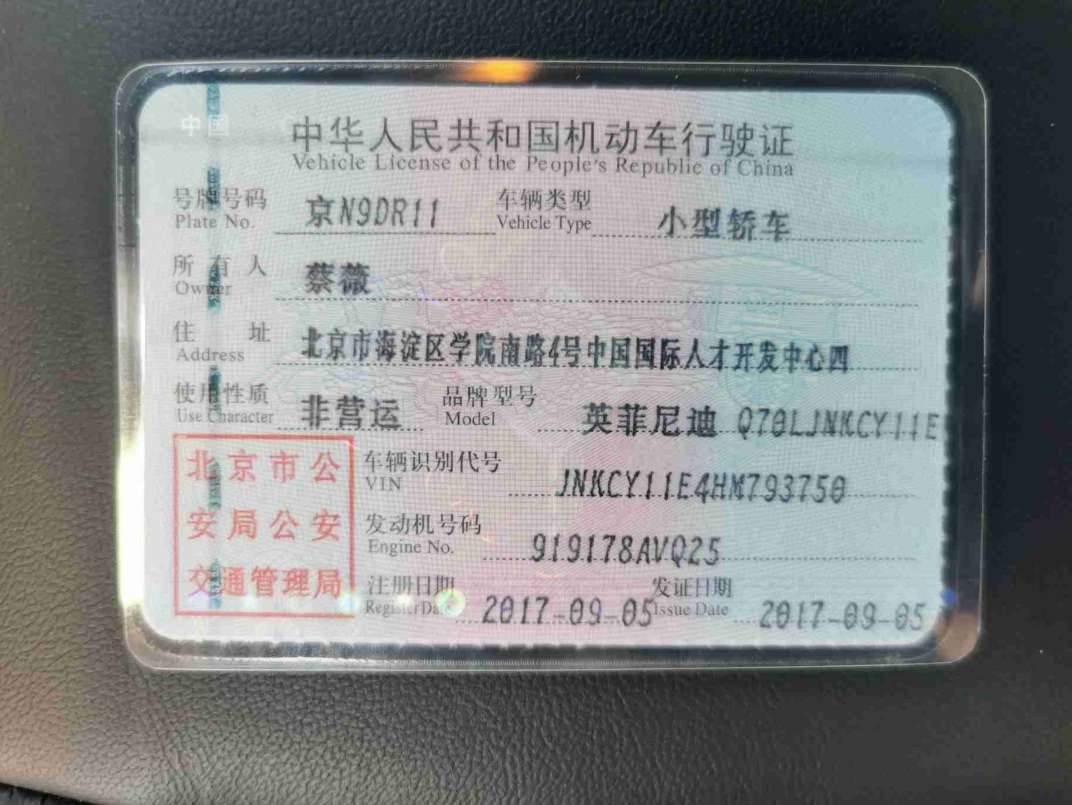 中国
中华人民共和国机动车行驶证
Vehicle License of the People's Republic of China
号牌号码 京N9DR11 车辆类型 小型轿车
Plate No. Vehicle Type
所有人 蔡薇
Owner
住址 北京市海淀区学院南路4号中国国际人才开发中心四
Address
使用性质 非营运 品牌型号 英菲尼迪 Q70LJNKCY11E
Use Character Model
北京市公
安局公安
交通管理局
车辆识别代号 JNKCY11E4HM793750
VIN
发动机号码 919178AVQ25
Engine No.
注册日期 2017-09-05 发证日期 2017-09-05
Register Date Issue Date